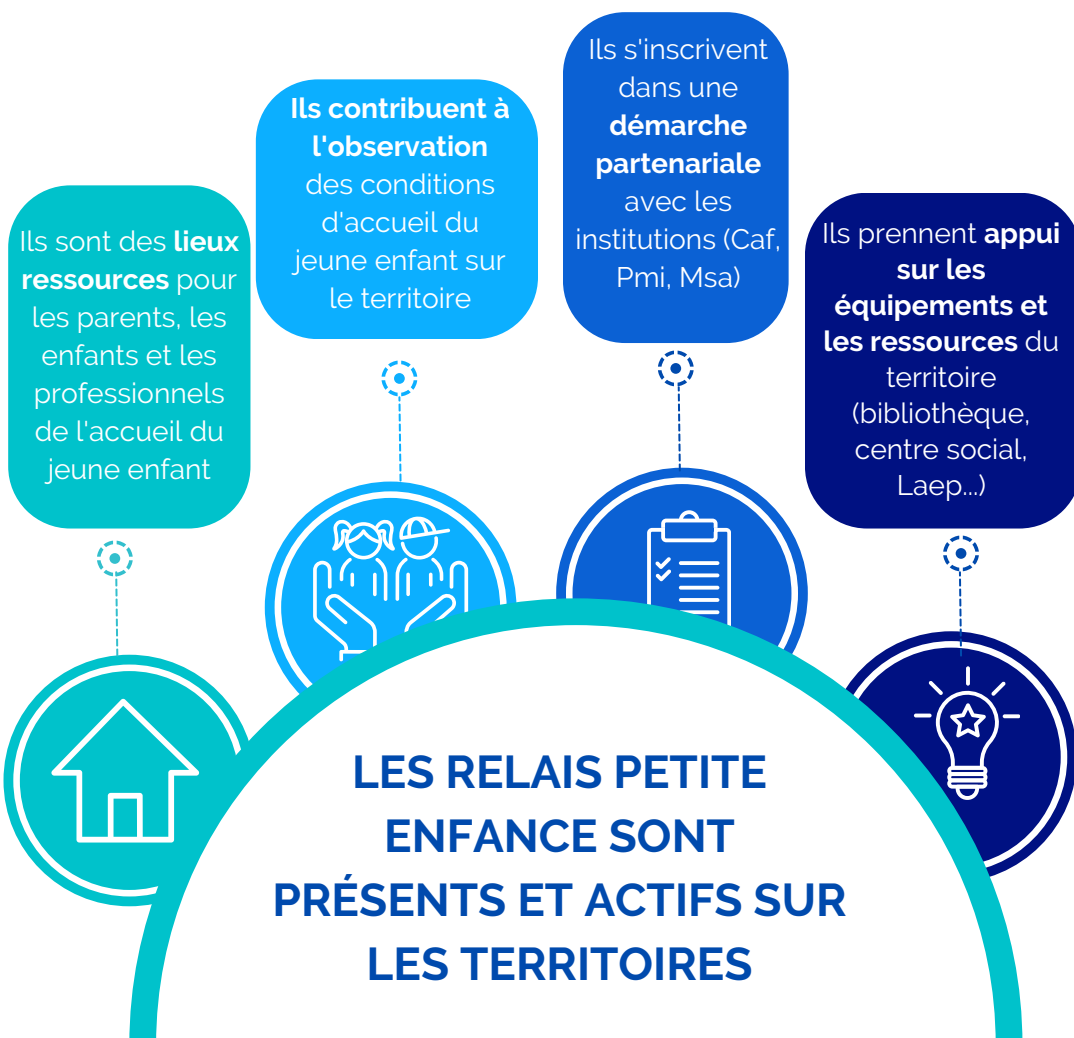 Ils sont des lieux
ressources pour
les parents, les
enfants et les
professionnels
de l'accueil du
jeune enfant
Ils contribuent à
l'observation
des conditions
d'accueil du
jeune enfant sur
le territoire
Ils s'inscrivent
dans une
démarche
partenariale
avec les
institutions (Caf,
Pmi, Msa)
Ils prennent appui
sur les
équipements et
les ressources du
territoire
(bibliothèque,
centre social,
Laep...)
LES RELAIS PETITE
ENFANCE SONT
PRÉSENTS ET ACTIFS SUR
LES TERRITOIRES